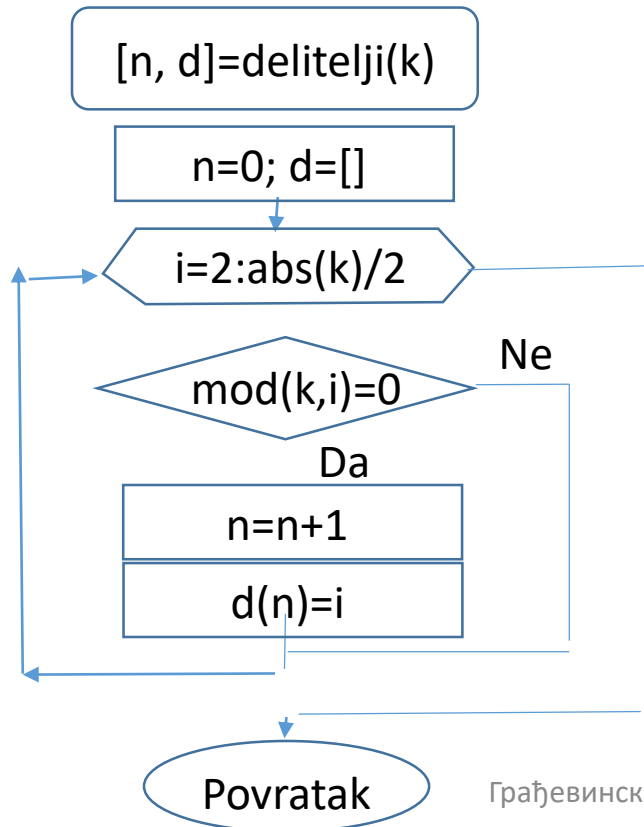 [n, d]=delitelji(k)
n=0; d=[]
i=2:abs(k)/2
Ne
mod(k,i)=0
Da
n=n+1
d(n)=i
Povratak
Грађевинск